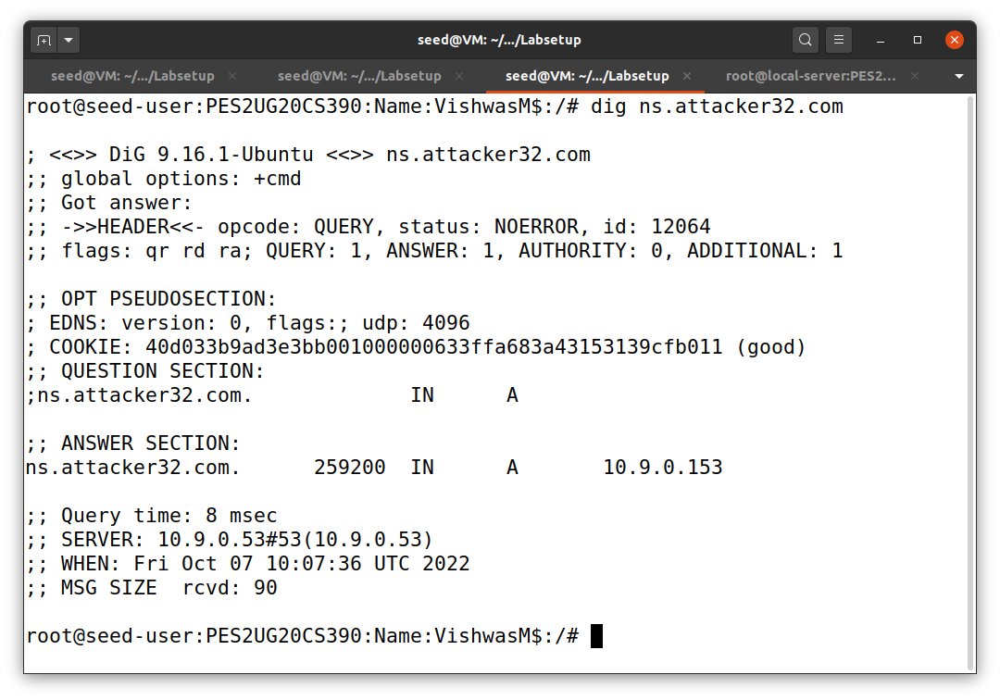 seed@VM: ~/.../Labsetup
seed@VM: ~/.../Labsetup seed@VM: ~/.../Labsetup seed@VM: ~/.../Labsetup root@local-server:PES2...
root@seed-user:PES2UG20CS390:Name:VishwasM$:/# dig ns.attacker32.com
; <<>> DiG 9.16.1-Ubuntu <<>> ns.attacker32.com
;; global options: +cmd
;; Got answer:
;; ->>HEADER<<- opcode: QUERY, status: NOERROR, id: 12064
;; flags: qr rd ra; QUERY: 1, ANSWER: 1, AUTHORITY: 0, ADDITIONAL: 1
;; OPT PSEUDOSECTION:
; EDNS: version: 0, flags:; udp: 4096
; COOKIE: 40d033b9ad3e3bb001000000633ffa683a43153139cfb011 (good)
;; QUESTION SECTION:
;ns.attacker32.com. IN A
;; ANSWER SECTION:
ns.attacker32.com. 259200 IN A 10.9.0.153
;; Query time: 8 msec
;; SERVER: 10.9.0.53#53(10.9.0.53)
;; WHEN: Fri Oct 07 10:07:36 UTC 2022
;; MSG SIZE  rcvd: 90
root@seed-user:PES2UG20CS390:Name:VishwasM$:/#